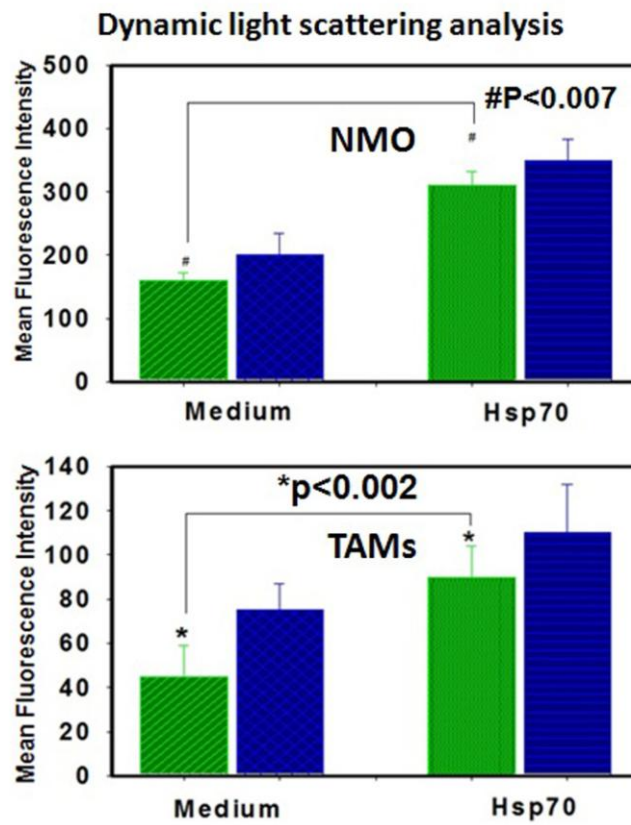 Dynamic light scattering analysis
Mean Fluorescence Intensity
500
400
300
200
100
0
#P<0.007
NMO
#
#
Medium Hsp70
Mean Fluorescence Intensity
140
120
100
80
60
40
20
0
*p<0.002
TAMs
*
*
Medium Hsp70